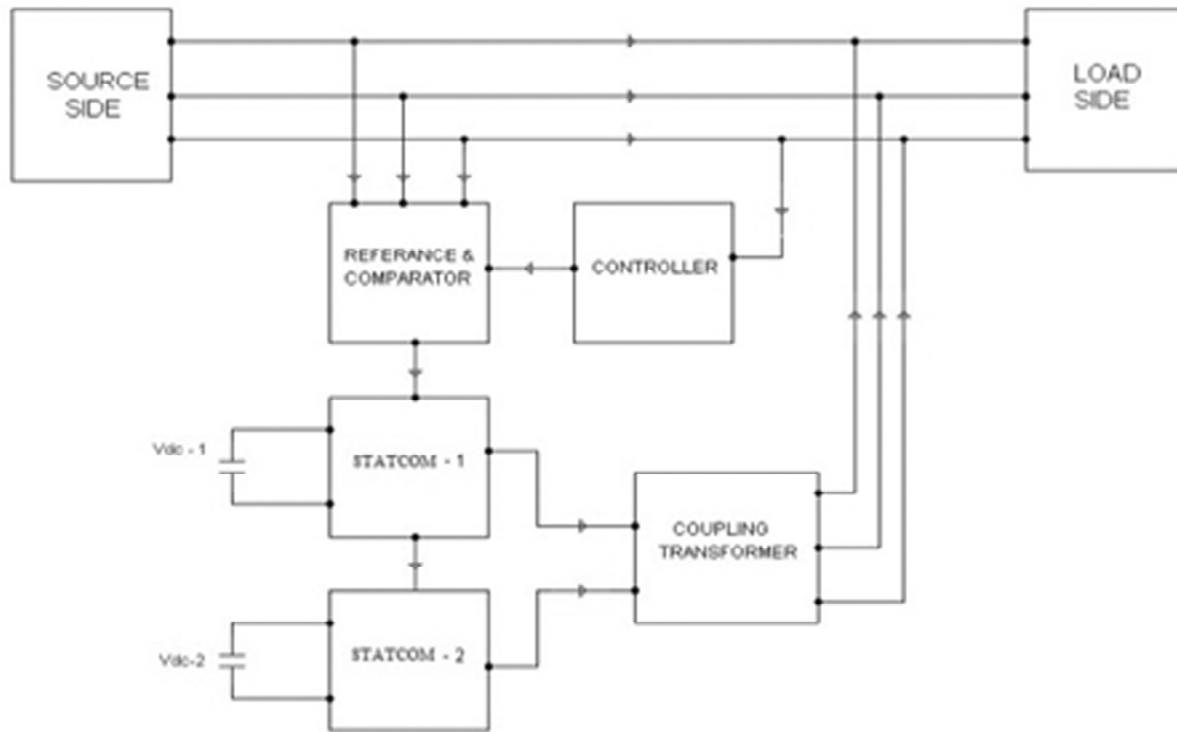 SOURCE
SIDE
LOAD
SIDE
REFERANCE &
COMPARATOR
CONTROLLER
Vdc - 1
STATCOM - 1
COUPLING
TRANSFORMER
Vdc-2
STATCOM - 2